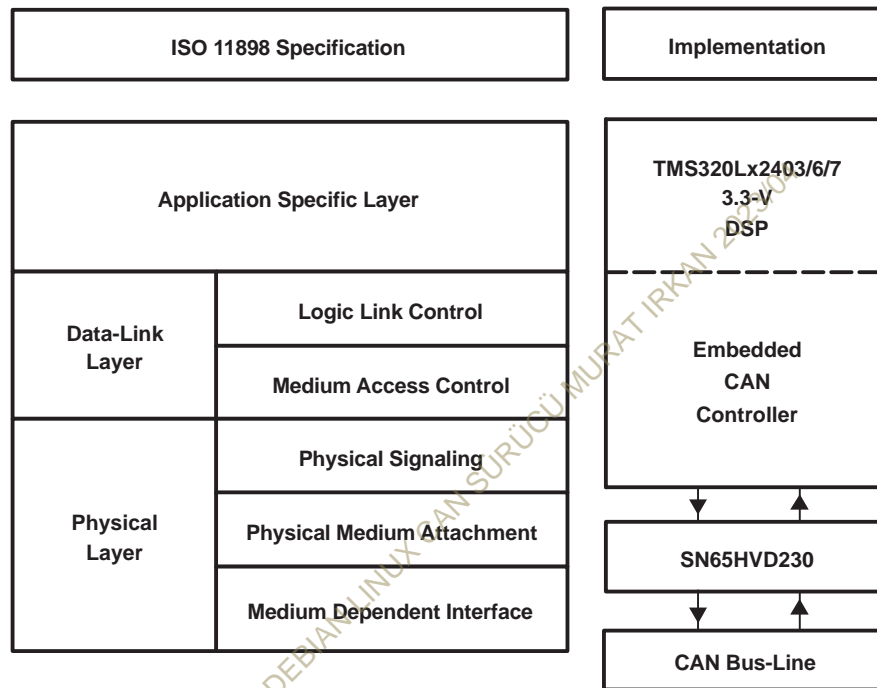 ISO 11898 Specification
Implementation
Application Specific Layer
TMS320Lx2403/6/7
3.3-V
DSP
Data-Link
Layer
Logic Link Control
Medium Access Control
Embedded
CAN
Controller
Physical
Layer
Physical Signaling
Physical Medium Attachment
Medium Dependent Interface
SN65HVD230
CAN Bus-Line
DEBIAN LINUX CAN SÜRÜCÜ MURAT IRKAN 2023/04